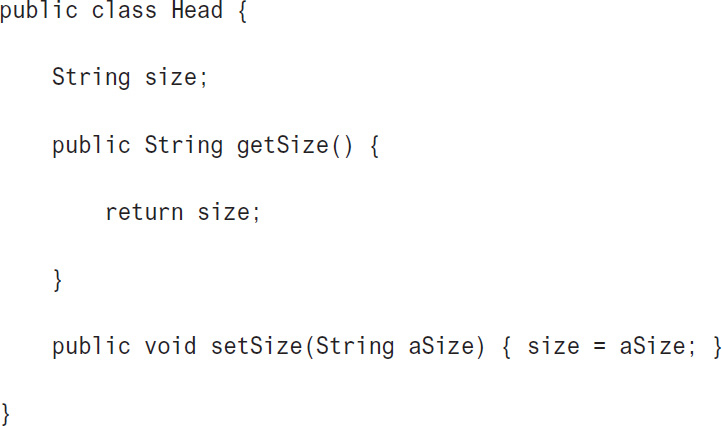 public class Head {
    String size;
    public String getSize() {
        return size;
    }
    public void setSize(String aSize) { size = aSize; }
}